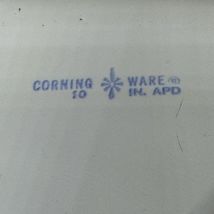 CORNING WARE ®
10 IN. APD